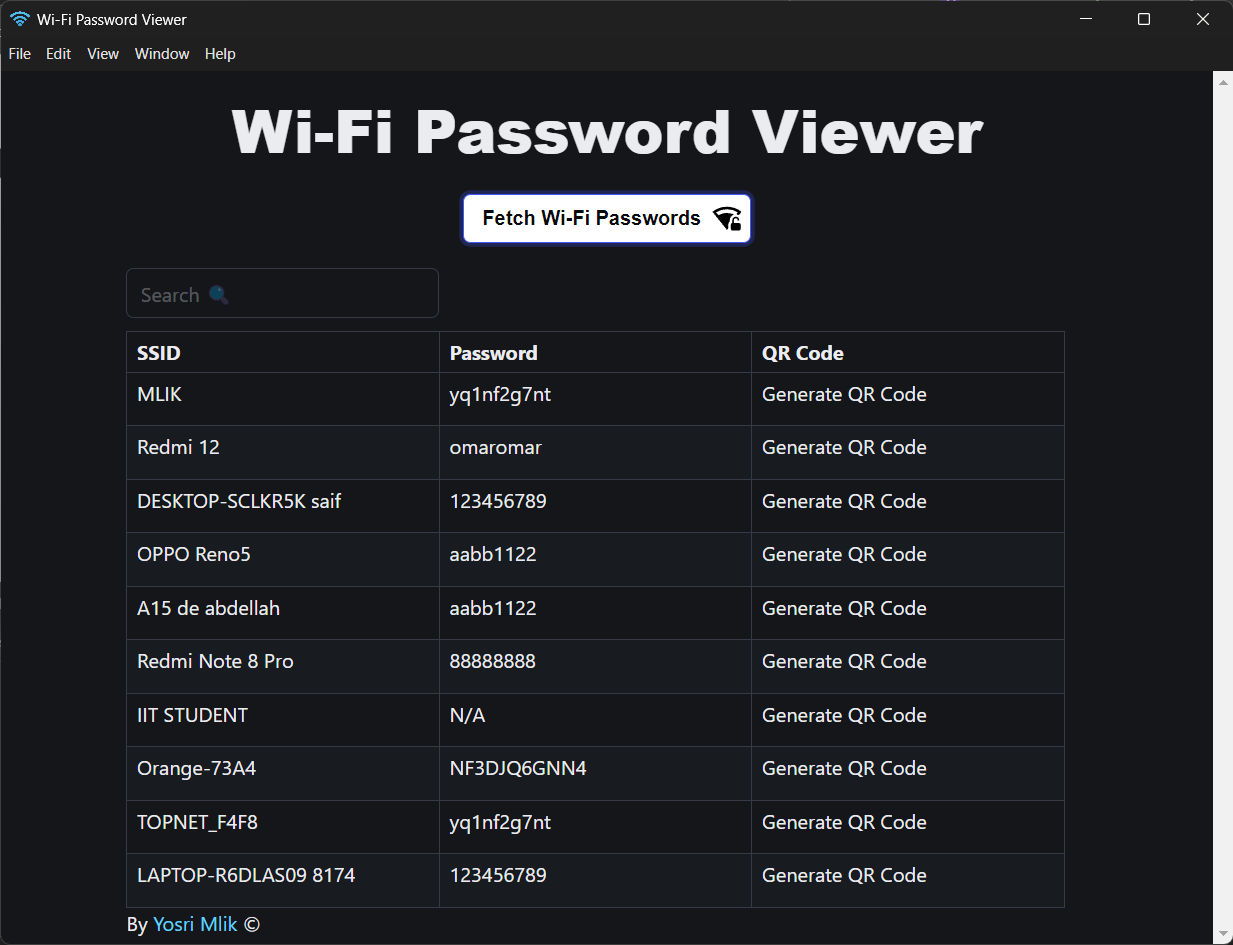 Wi-Fi Password Viewer
File Edit View Window Help
Wi-Fi Password Viewer
Fetch Wi-Fi Passwords
Search
SSID Password QR Code
MLIK yq1nf2g7nt Generate QR Code
Redmi 12 omaromar Generate QR Code
DESKTOP-SCLKR5K saif 123456789 Generate QR Code
OPPO Reno5 aabb1122 Generate QR Code
A15 de abdellah aabb1122 Generate QR Code
Redmi Note 8 Pro 88888888 Generate QR Code
IIT STUDENT N/A Generate QR Code
Orange-73A4 NF3DJQ6GNN4 Generate QR Code
TOPNET_F4F8 yq1nf2g7nt Generate QR Code
LAPTOP-R6DLAS09 8174 123456789 Generate QR Code
By Yosri Mlik ©